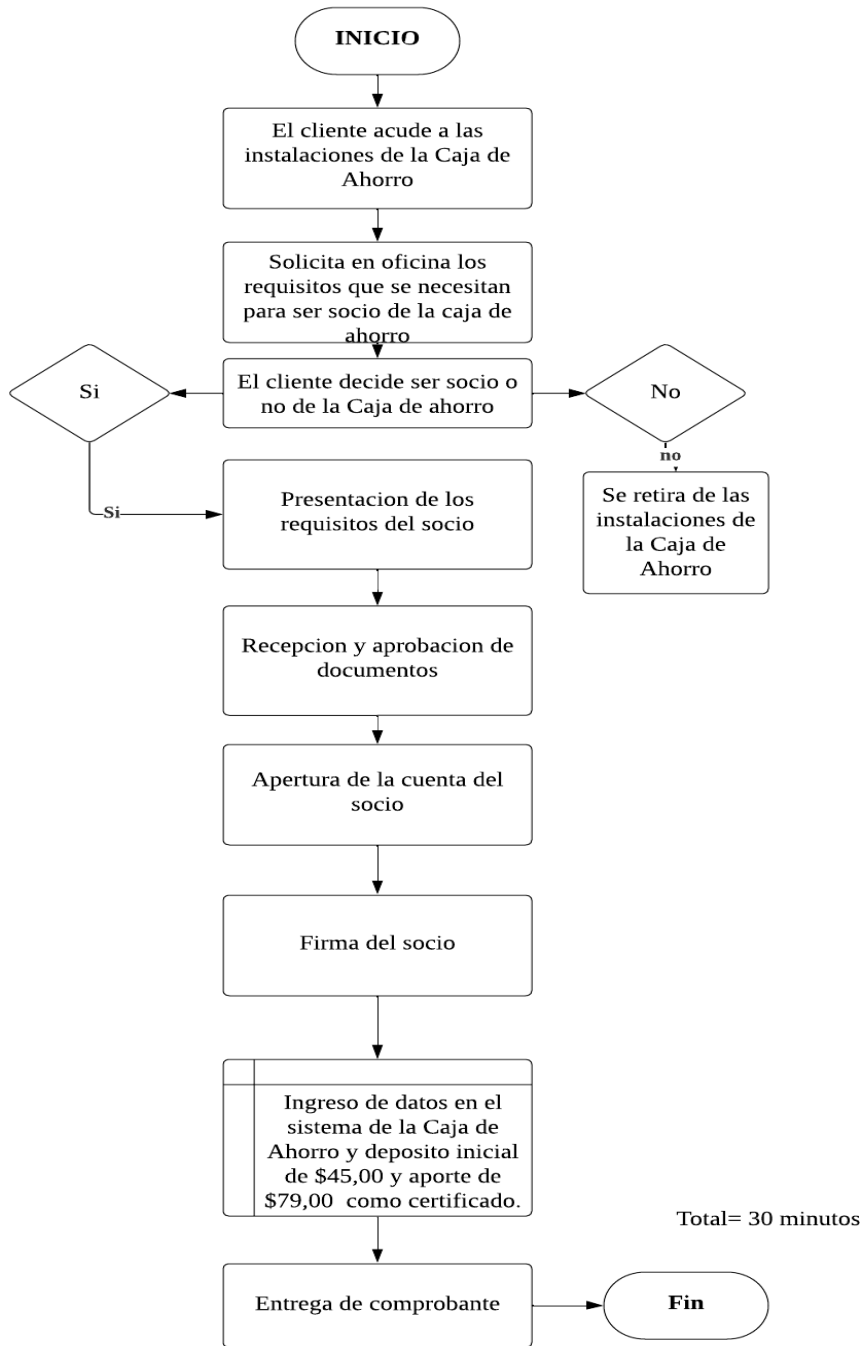 INICIO
El cliente acude a las
instalaciones de la Caja de
Ahorro
Solicita en oficina los
requisitos que se necesitan
para ser socio de la caja de
ahorro
Si
El cliente decide ser socio o
no de la Caja de ahorro
No
no
Se retira de las
instalaciones de
la Caja de
Ahorro
Si
Presentacion de los
requisitos del socio
Recepcion y aprobacion de
documentos
Apertura de la cuenta del
socio
Firma del socio
Ingreso de datos en el
sistema de la Caja de
Ahorro y deposito inicial
de $45,00 y aporte de
$79,00 como certificado.
Total= 30 minutos
Entrega de comprobante
Fin